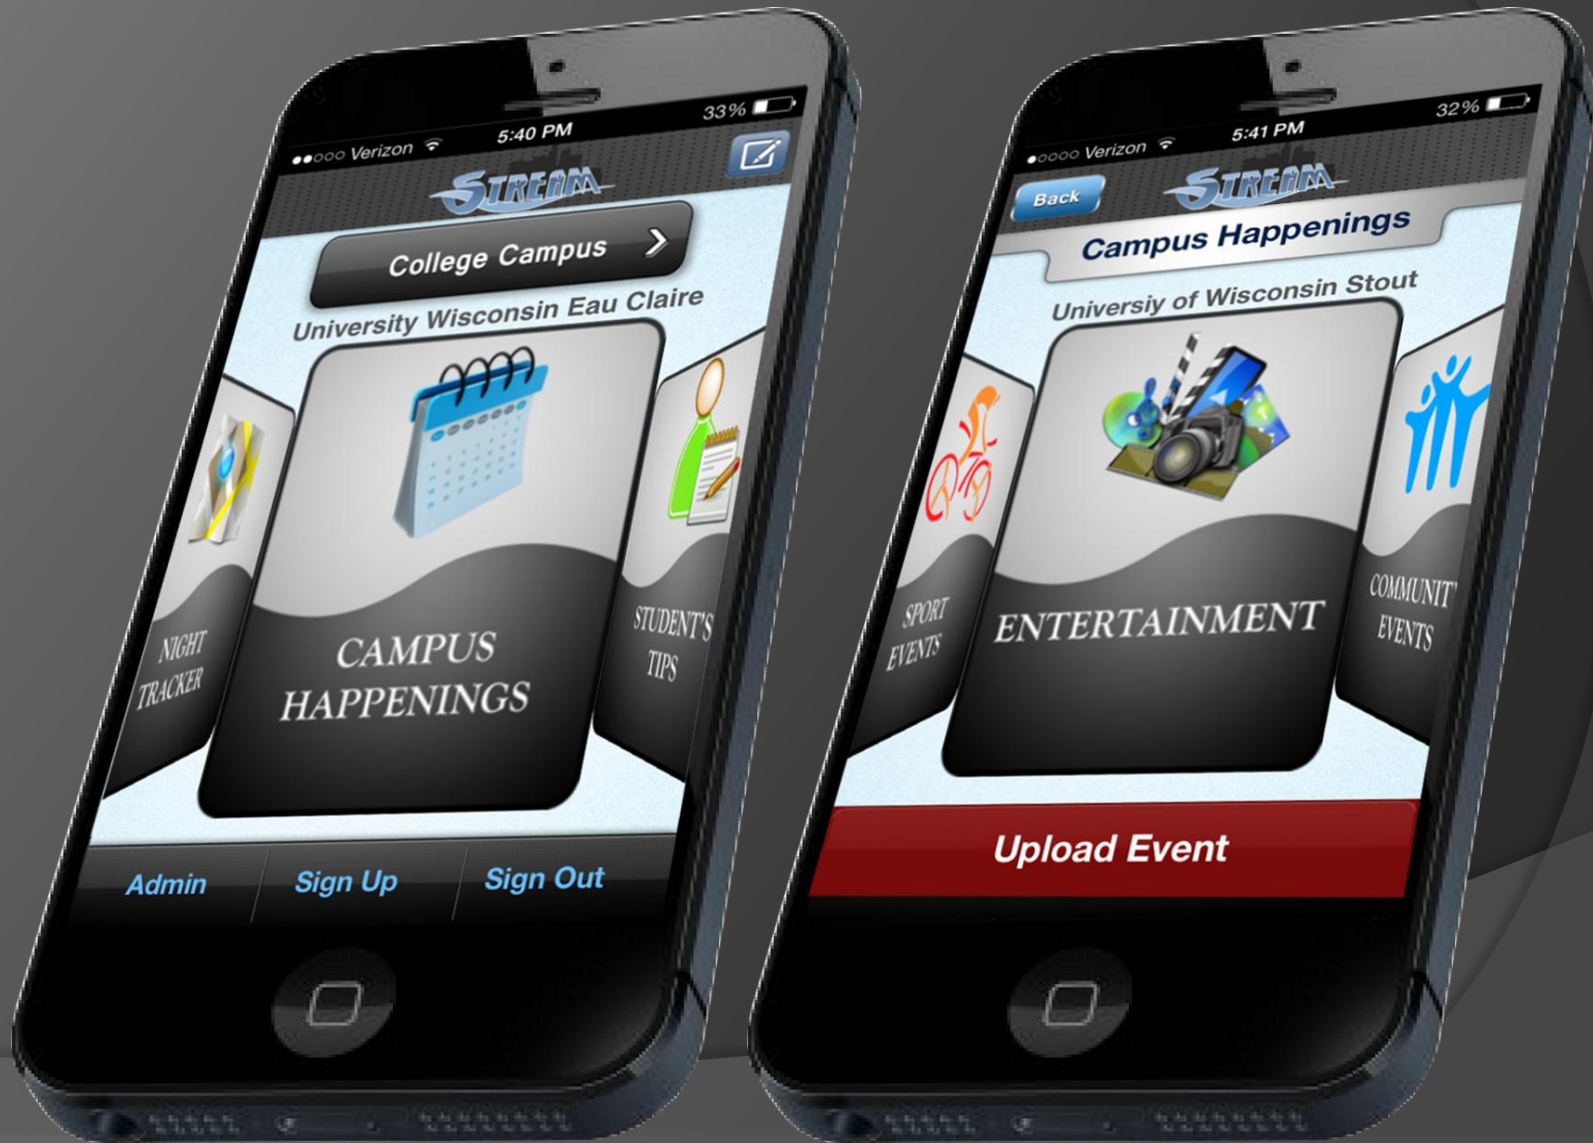 ●●○○○ Verizon
5:40 PM
33%
STREAM
College Campus
University Wisconsin Eau Claire
NIGHT
TRACKER
CAMPUS
HAPPENINGS
STUDENT'S
TIPS
Admin
Sign Up
Sign Out
●○○○○ Verizon
5:41 PM
32%
Back
STREAM
Campus Happenings
Universiy of Wisconsin Stout
SPORT
EVENTS
ENTERTAINMENT
COMMUNIT
EVENTS
Upload Event